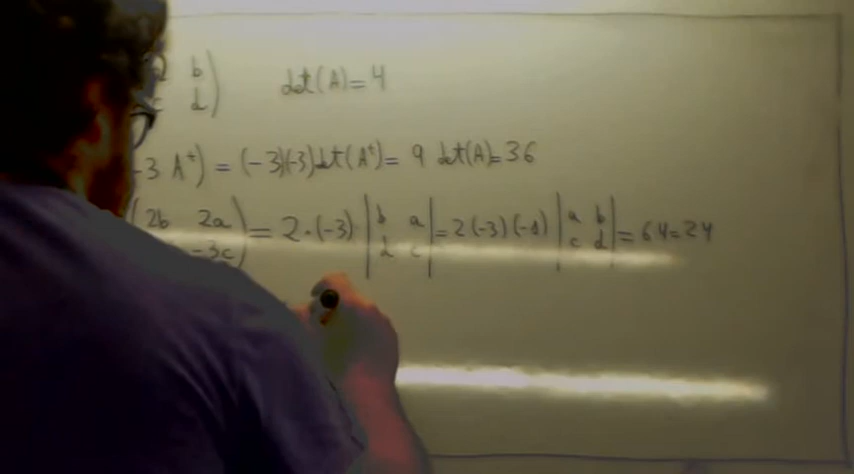 a b
c d) det(A)=4
-3 A^t) = (-3)(-3)det(A^t)= 9 det(A)=36
(2b 2a
-3c) = 2·(-3) |b a
d c| = 2(-3)(-1) |a b
c d| = 6·4=24